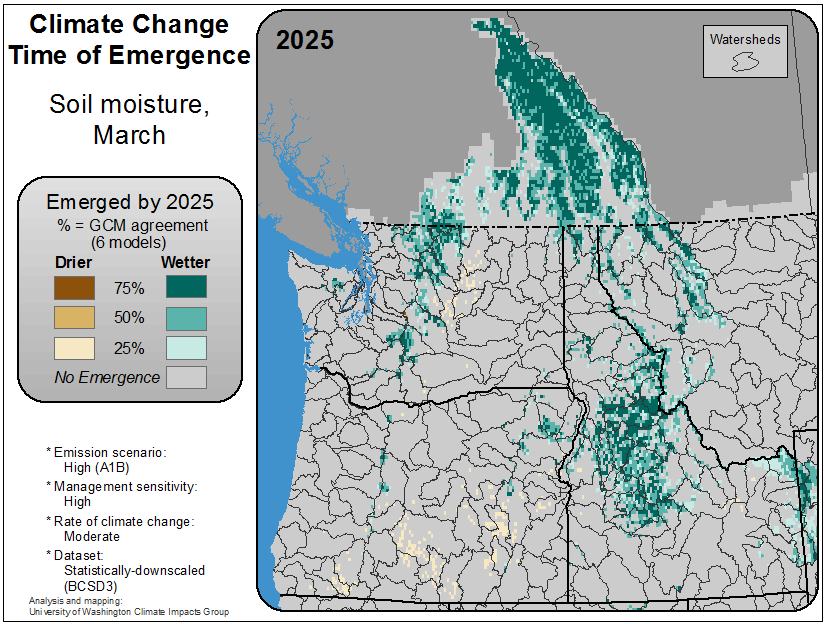 Climate Change
Time of Emergence
Soil moisture,
March
Emerged by 2025
% = GCM agreement
(6 models)
Drier Wetter
75%
50%
25%
No Emergence
* Emission scenario:
High (A1B)
* Management sensitivity:
High
* Rate of climate change:
Moderate
* Dataset:
Statistically-downscaled
(BCSD3)
Analysis and mapping:
University of Washington Climate Impacts Group
2025
Watersheds